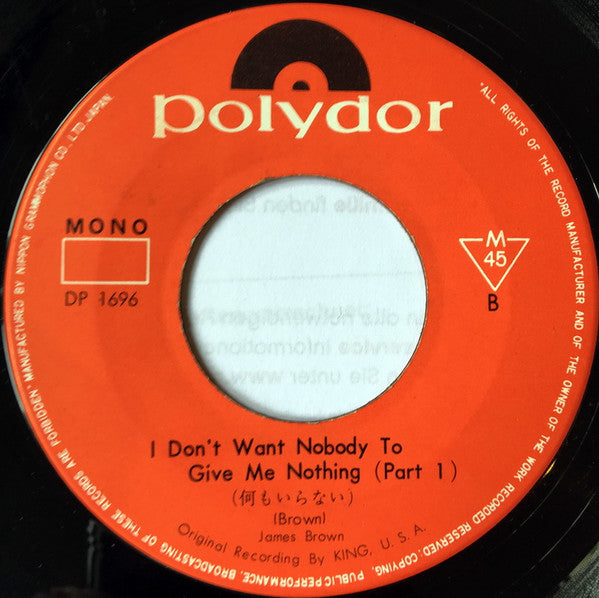 polydor
MONO
DP 1696
M
45
B
I Don't Want Nobody To
Give Me Nothing (Part 1)
(何もいらない)
(Brown)
James Brown
Original Recording By KING, U. S. A.
"ALL RIGHTS OF THE RECORD MANUFACTURER AND OF THE OWNER OF THE WORK REPRODUCED RESERVED. COPYING, PUBLIC PERFORMANCE, BROADCASTING OF THESE RECORDS ARE FORBIDDEN." MANUFACTURED BY NIPPON GRAMMOPHON CO., LTD. JAPAN.